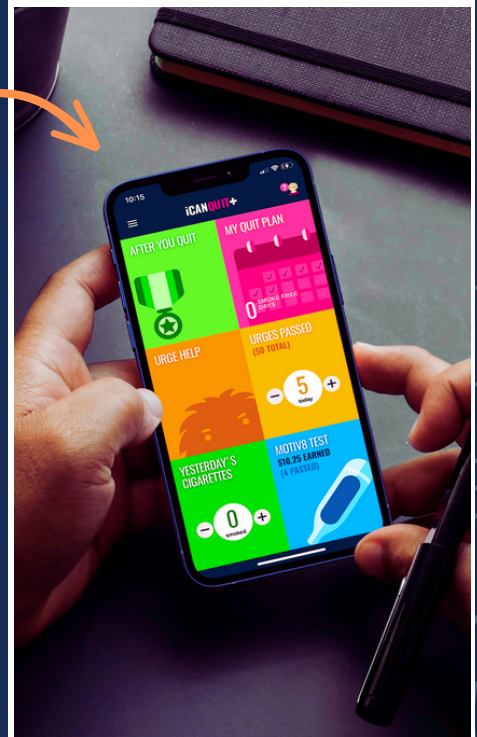 10:15
iCANQUIT+
AFTER YOU QUIT
MY QUIT PLAN
0 SMOKE FREE
DAYS
URGE HELP
URGES PASSED
(50 TOTAL)
5
today
YESTERDAY'S
CIGARETTES
0
smoked
MOTIV8 TEST
$10.25 EARNED
(4 PASSED)